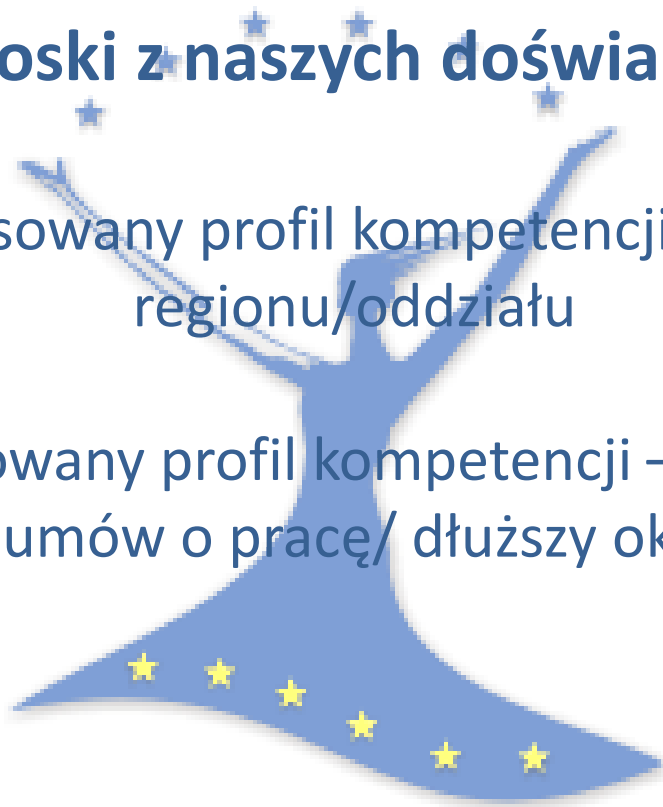 oski z naszych doświa
sowany profil kompetencji
regionu/oddziału
owany profil kompetencji –
umów o pracę/ dłuższy ok